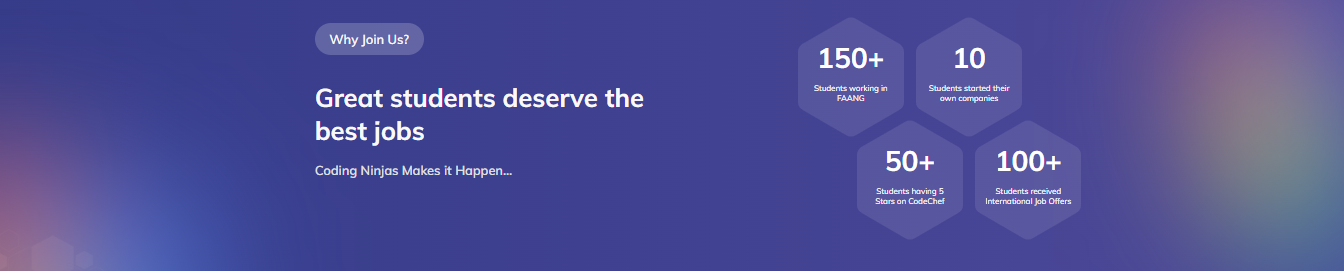 Why Join Us?
Great students deserve the
best jobs
Coding Ninjas Makes it Happen...
150+
Students working in
FAANG
10
Students started their
own companies
50+
Students having 5
Stars on CodeChef
100+
Students received
International Job Offers